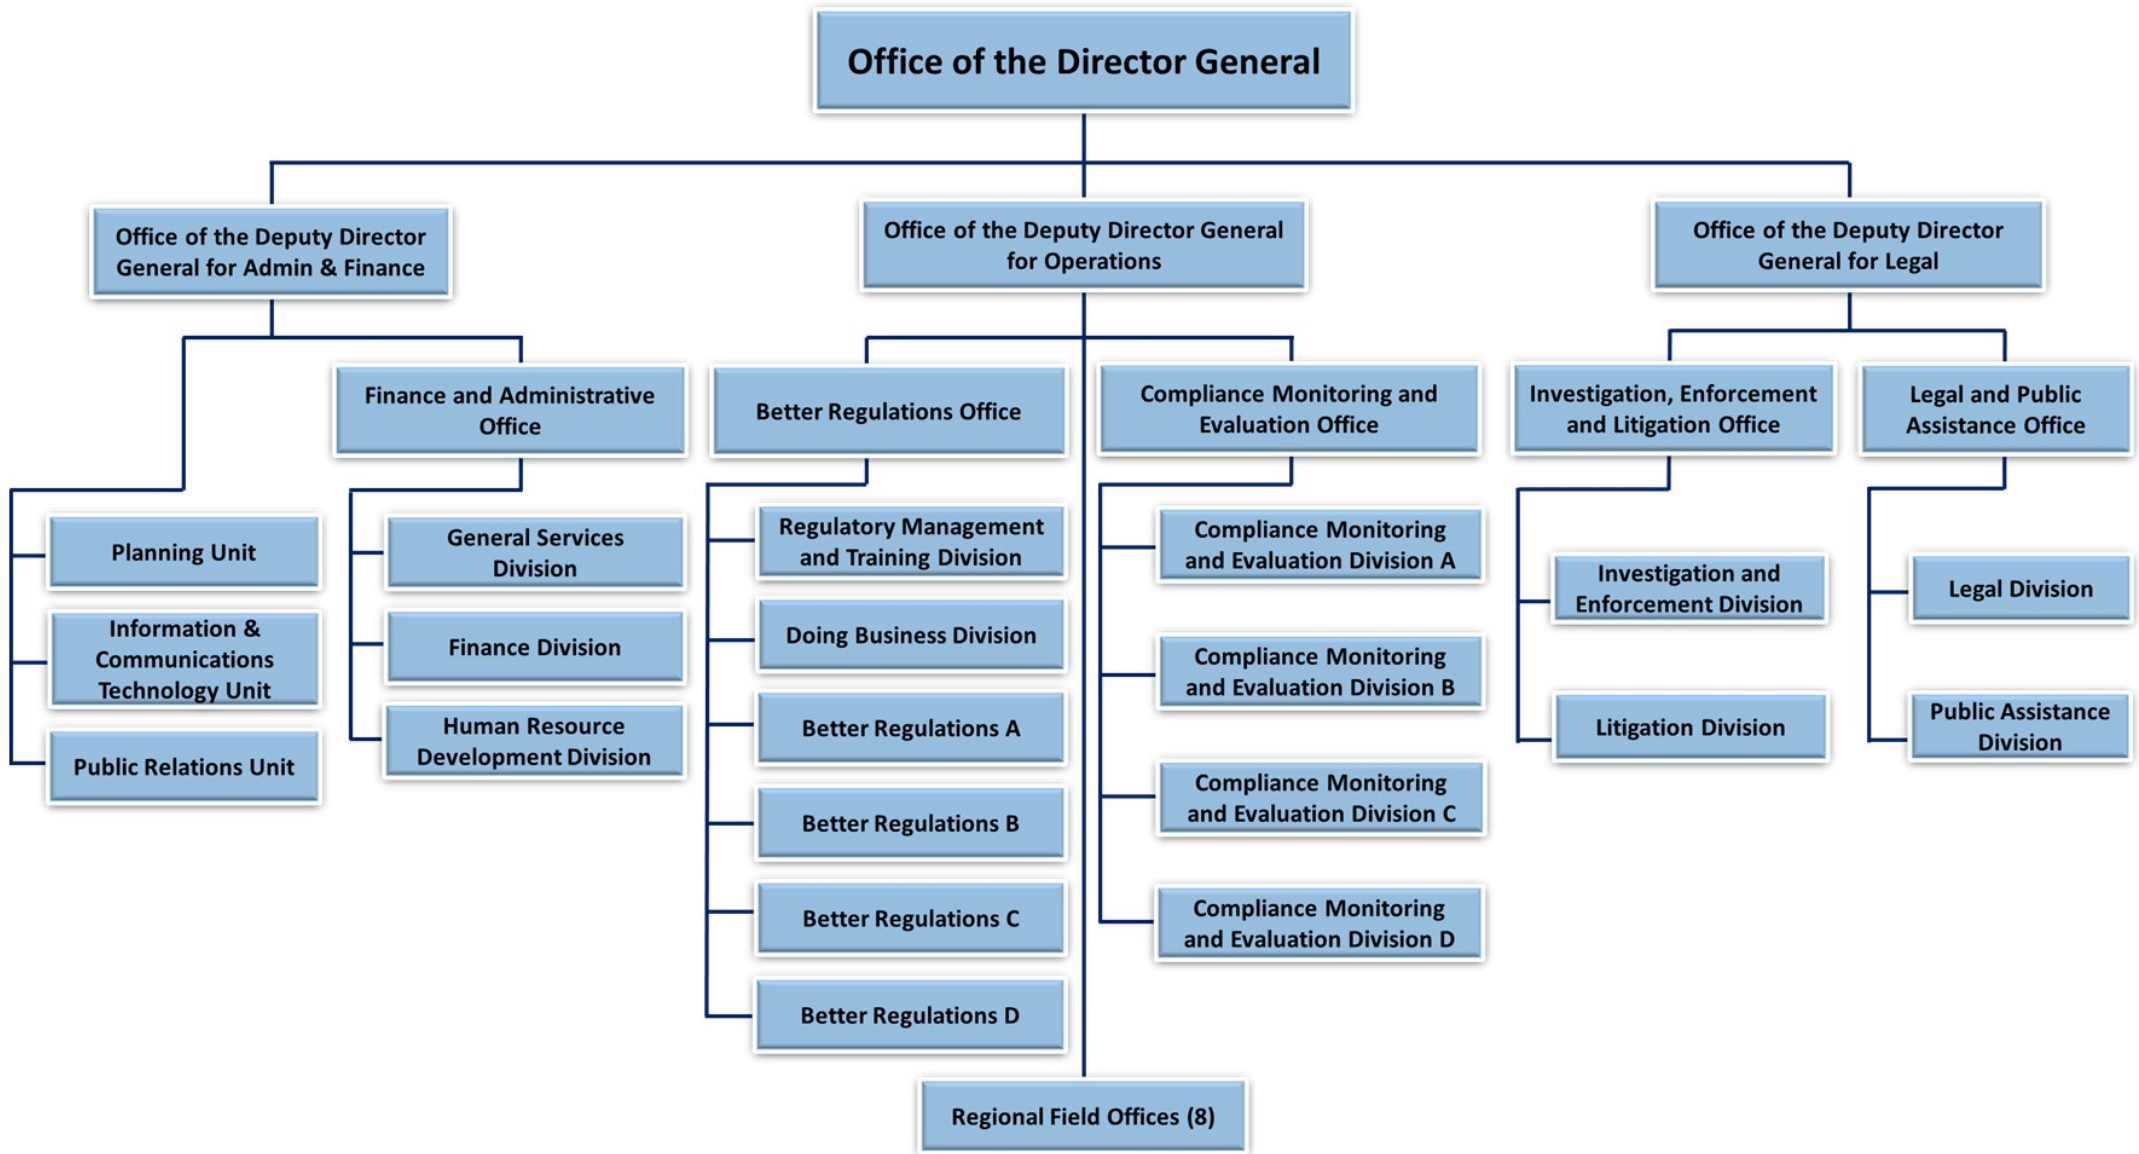 Office of the Director General
Office of the Deputy Director
General for Admin & Finance
Office of the Deputy Director General
for Operations
Office of the Deputy Director
General for Legal
Finance and Administrative
Office
Better Regulations Office
Compliance Monitoring and
Evaluation Office
Investigation, Enforcement
and Litigation Office
Legal and Public
Assistance Office
Planning Unit
Information &
Communications
Technology Unit
Public Relations Unit
General Services
Division
Finance Division
Human Resource
Development Division
Regulatory Management
and Training Division
Doing Business Division
Better Regulations A
Better Regulations B
Better Regulations C
Better Regulations D
Compliance Monitoring
and Evaluation Division A
Compliance Monitoring
and Evaluation Division B
Compliance Monitoring
and Evaluation Division C
Compliance Monitoring
and Evaluation Division D
Investigation and
Enforcement Division
Litigation Division
Legal Division
Public Assistance
Division
Regional Field Offices (8)